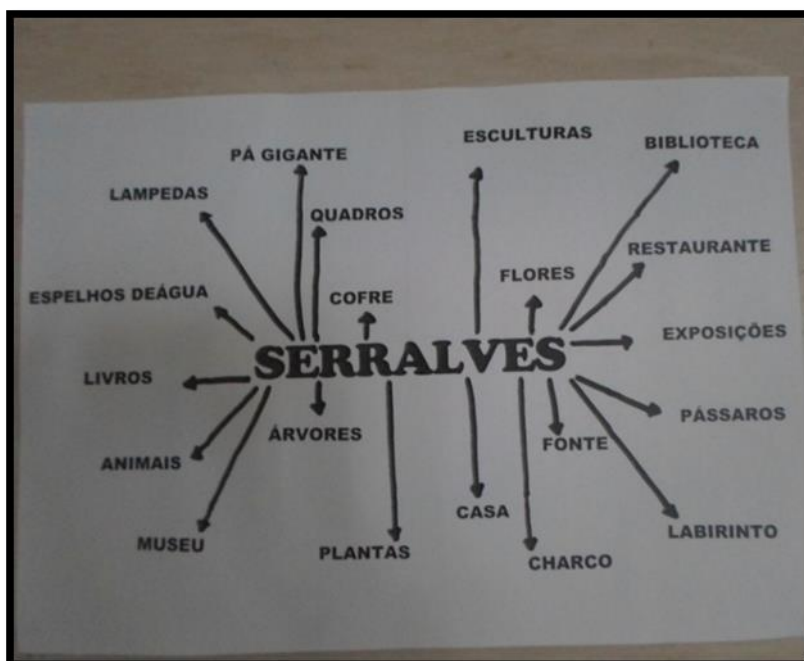 ESCULTURAS
BIBLIOTECA
PÁ GIGANTE
LAMPEDAS
QUADROS
RESTAURANTE
FLORES
ESPELHOS DEÁGUA
COFRE
EXPOSIÇÕES
SERRALVES
LIVROS
PÁSSAROS
ÁRVORES
FONTE
ANIMAIS
CASA
LABIRINTO
MUSEU
PLANTAS
CHARCO